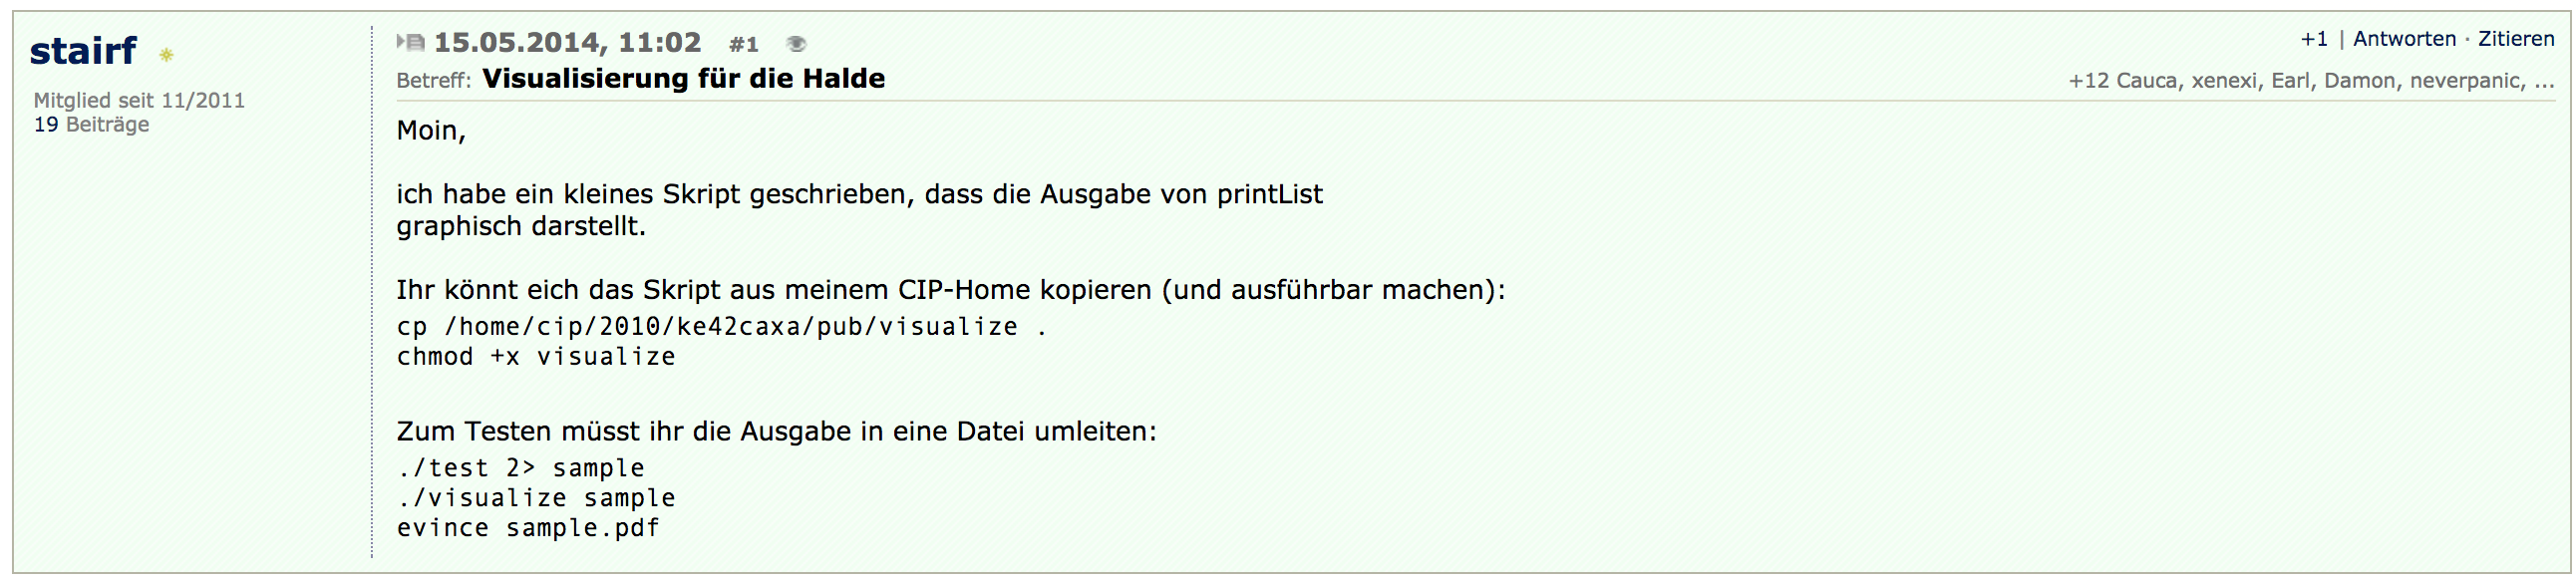 stairf
Mitglied seit 11/2011
19 Beiträge
15.05.2014, 11:02 #1
+1 | Antworten · Zitieren
Betreff: Visualisierung für die Halde
+12 Cauca, xenexi, Earl, Damon, neverpanic, ...
Moin,
ich habe ein kleines Skript geschrieben, dass die Ausgabe von printList
graphisch darstellt.
Ihr könnt eich das Skript aus meinem CIP-Home kopieren (und ausführbar machen):
cp /home/cip/2010/ke42caxa/pub/visualize .
chmod +x visualize
Zum Testen müsst ihr die Ausgabe in eine Datei umleiten:
./test 2> sample
./visualize sample
evince sample.pdf